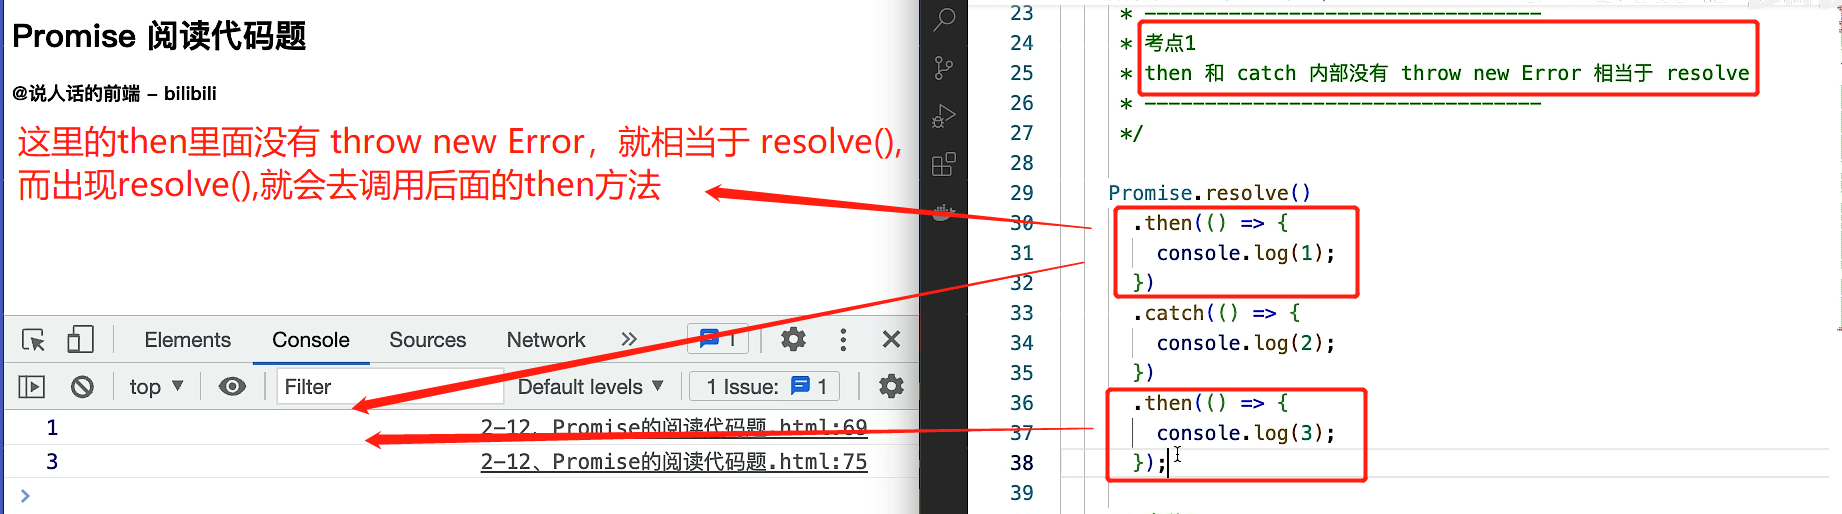 Promise 阅读代码题
@说人话的前端 – bilibili
这里的then里面没有 throw new Error，就相当于 resolve(),
而出现resolve(),就会去调用后面的then方法
Elements Console Sources Network » 1
top ▼ Filter Default levels ▼ 1 Issue: 1
1 2-12、Promise的阅读代码题.html:69
3 2-12、Promise的阅读代码题.html:75
>
23 * ---------------------------------
24 * 考点1
25 * then 和 catch 内部没有 throw new Error 相当于 resolve
26 * ---------------------------------
27 */
28
29 Promise.resolve()
30 .then(() => {
31 console.log(1);
32 })
33 .catch(() => {
34 console.log(2);
35 })
36 .then(() => {
37 console.log(3);
38 });
39